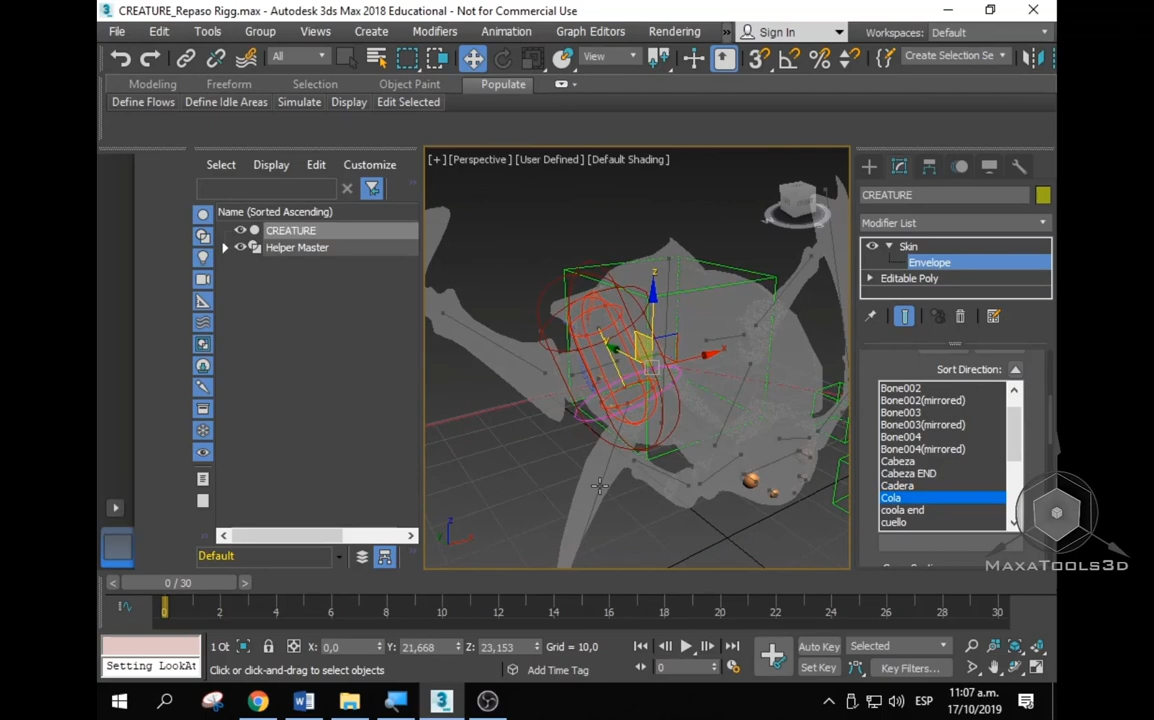 CREATURE_Repaso Rigg.max - Autodesk 3ds Max 2018 Educational - Not for Commercial Use
File Edit Tools Group Views Create Modifiers Animation Graph Editors Rendering » Sign In Workspaces: Default
All View Create Selection Se
Modeling Freeform Selection Object Paint Populate
Define Flows Define Idle Areas Simulate Display Edit Selected
Select Display Edit Customize
[+] [Perspective] [User Defined] [Default Shading]
CREATURE
Name (Sorted Ascending)
Modifier List
CREATURE
Skin
Helper Master
Envelope
Editable Poly
Sort Direction:
Bone002
Bone002(mirrored)
Bone003
Bone003(mirrored)
Bone004
Bone004(mirrored)
Cabeza
Cabeza END
Cadera
Cola
coola end
cuello
z
x
y
MaxaTools3D
Default
0 / 30
0 2 4 6 8 10 12 14 16 18 20 22 24 26 28 30
1 Ob X: 0,0 Y: 21,668 Z: 23,153 Grid = 10,0 Auto Key Selected
Setting LookAt Click or click-and-drag to select objects Add Time Tag 0 Set Key Key Filters...
ESP 11:07 a.m.
17/10/2019